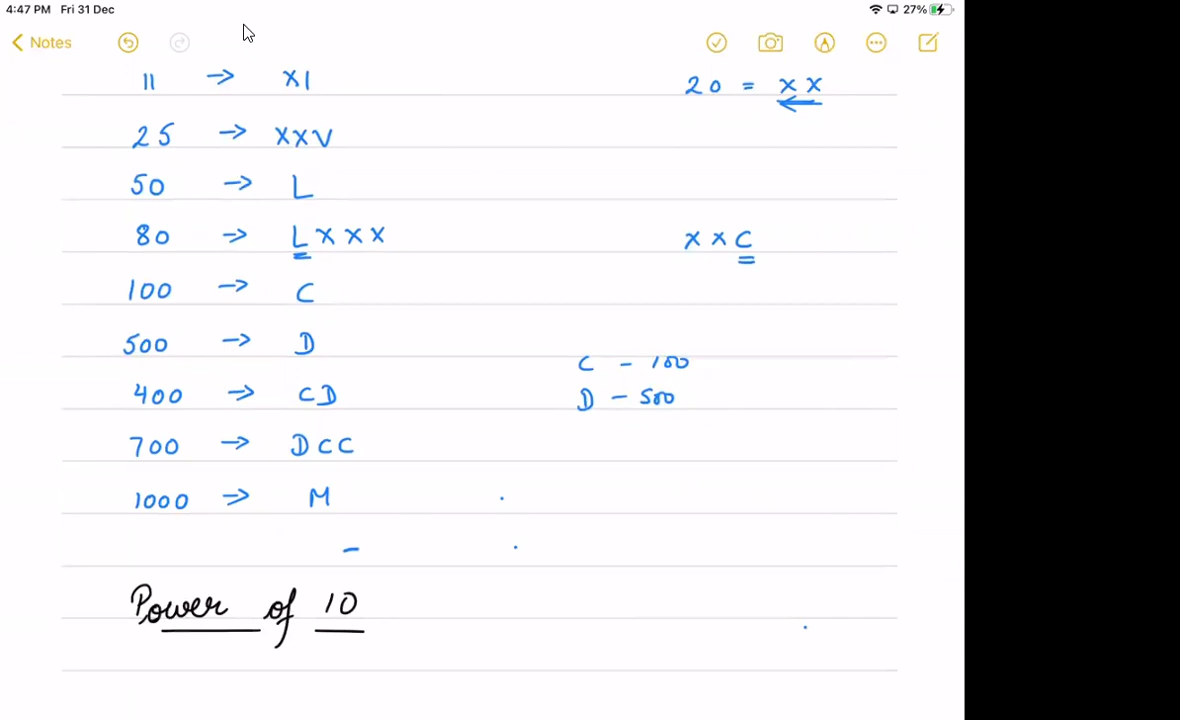 4:47 PM Fri 31 Dec 27%
Notes
11 → XI 20 = XX
25 → XXV
50 → L
80 → LXXX XXC
100 → C
500 → D
C - 100
400 → CD D - 500
700 → DCC
1000 → M
Power of 10